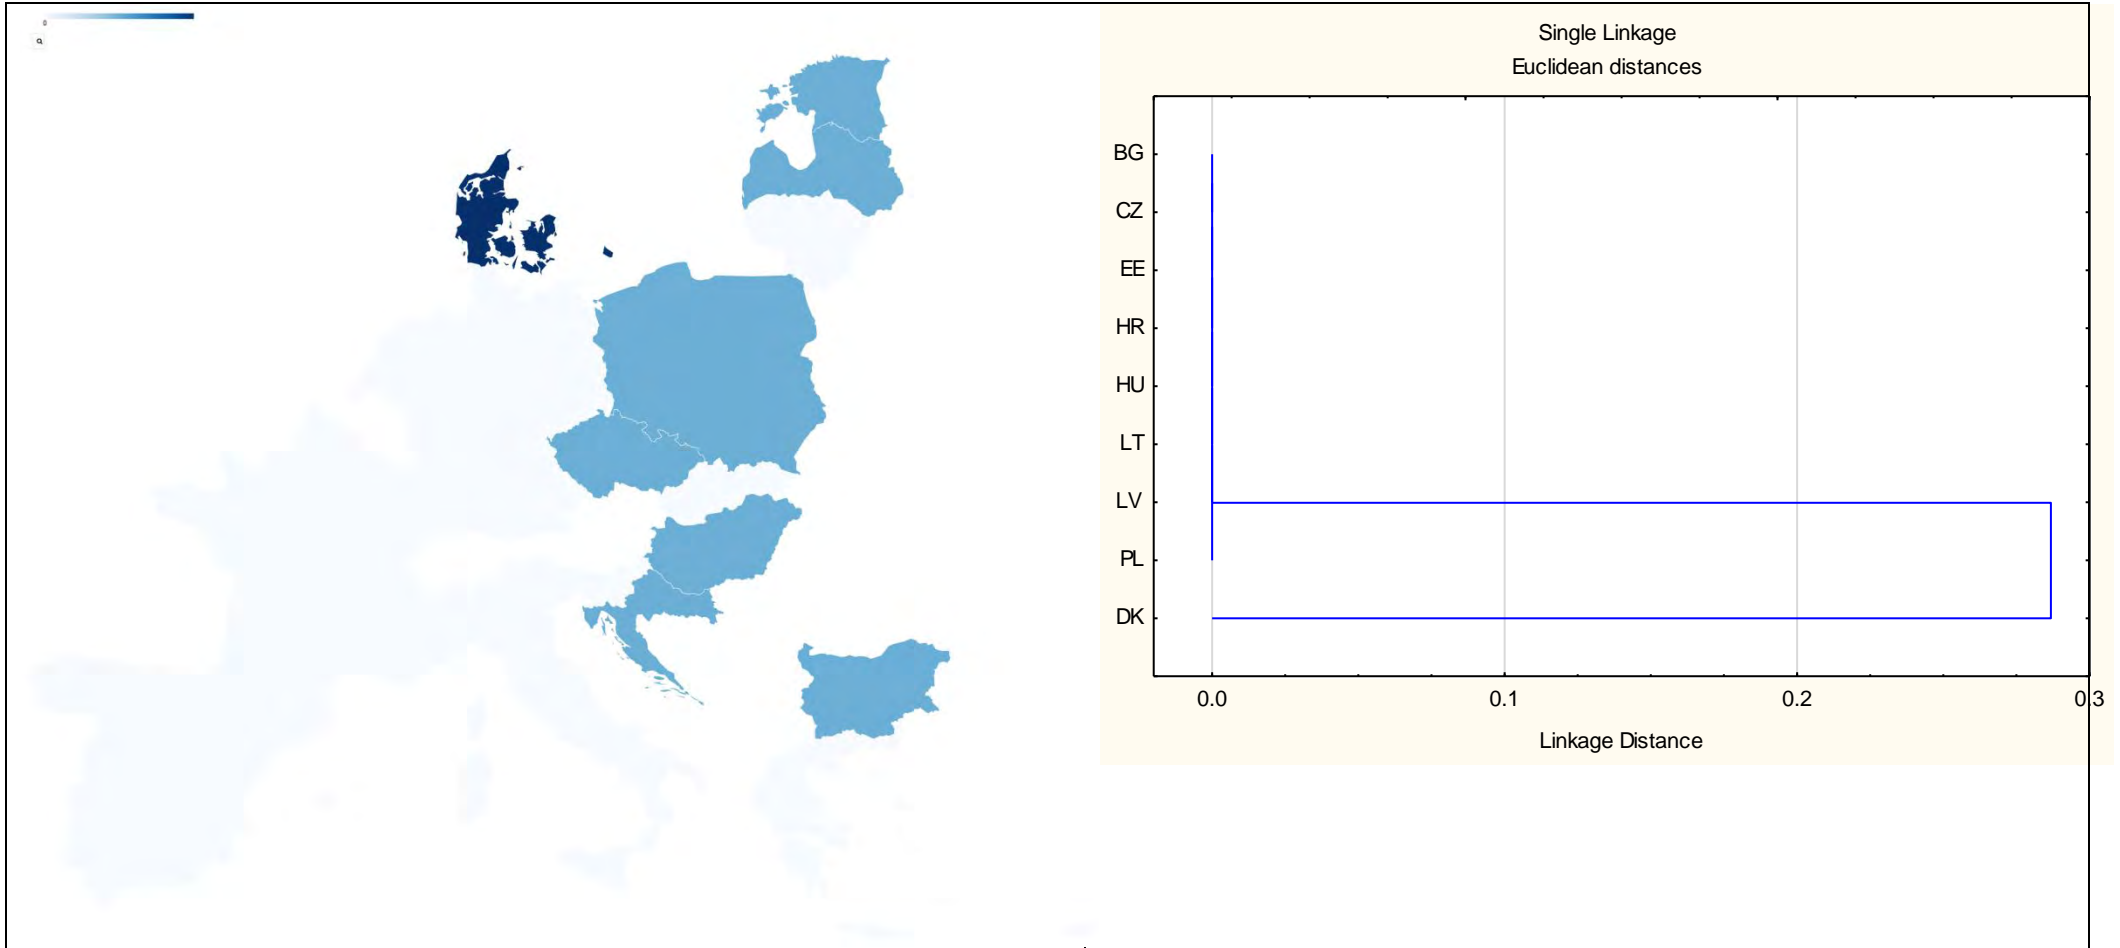 0
Single Linkage
Euclidean distances
BG
CZ
EE
HR
HU
LT
LV
PL
DK
0.0 0.1 0.2 0.3
Linkage Distance